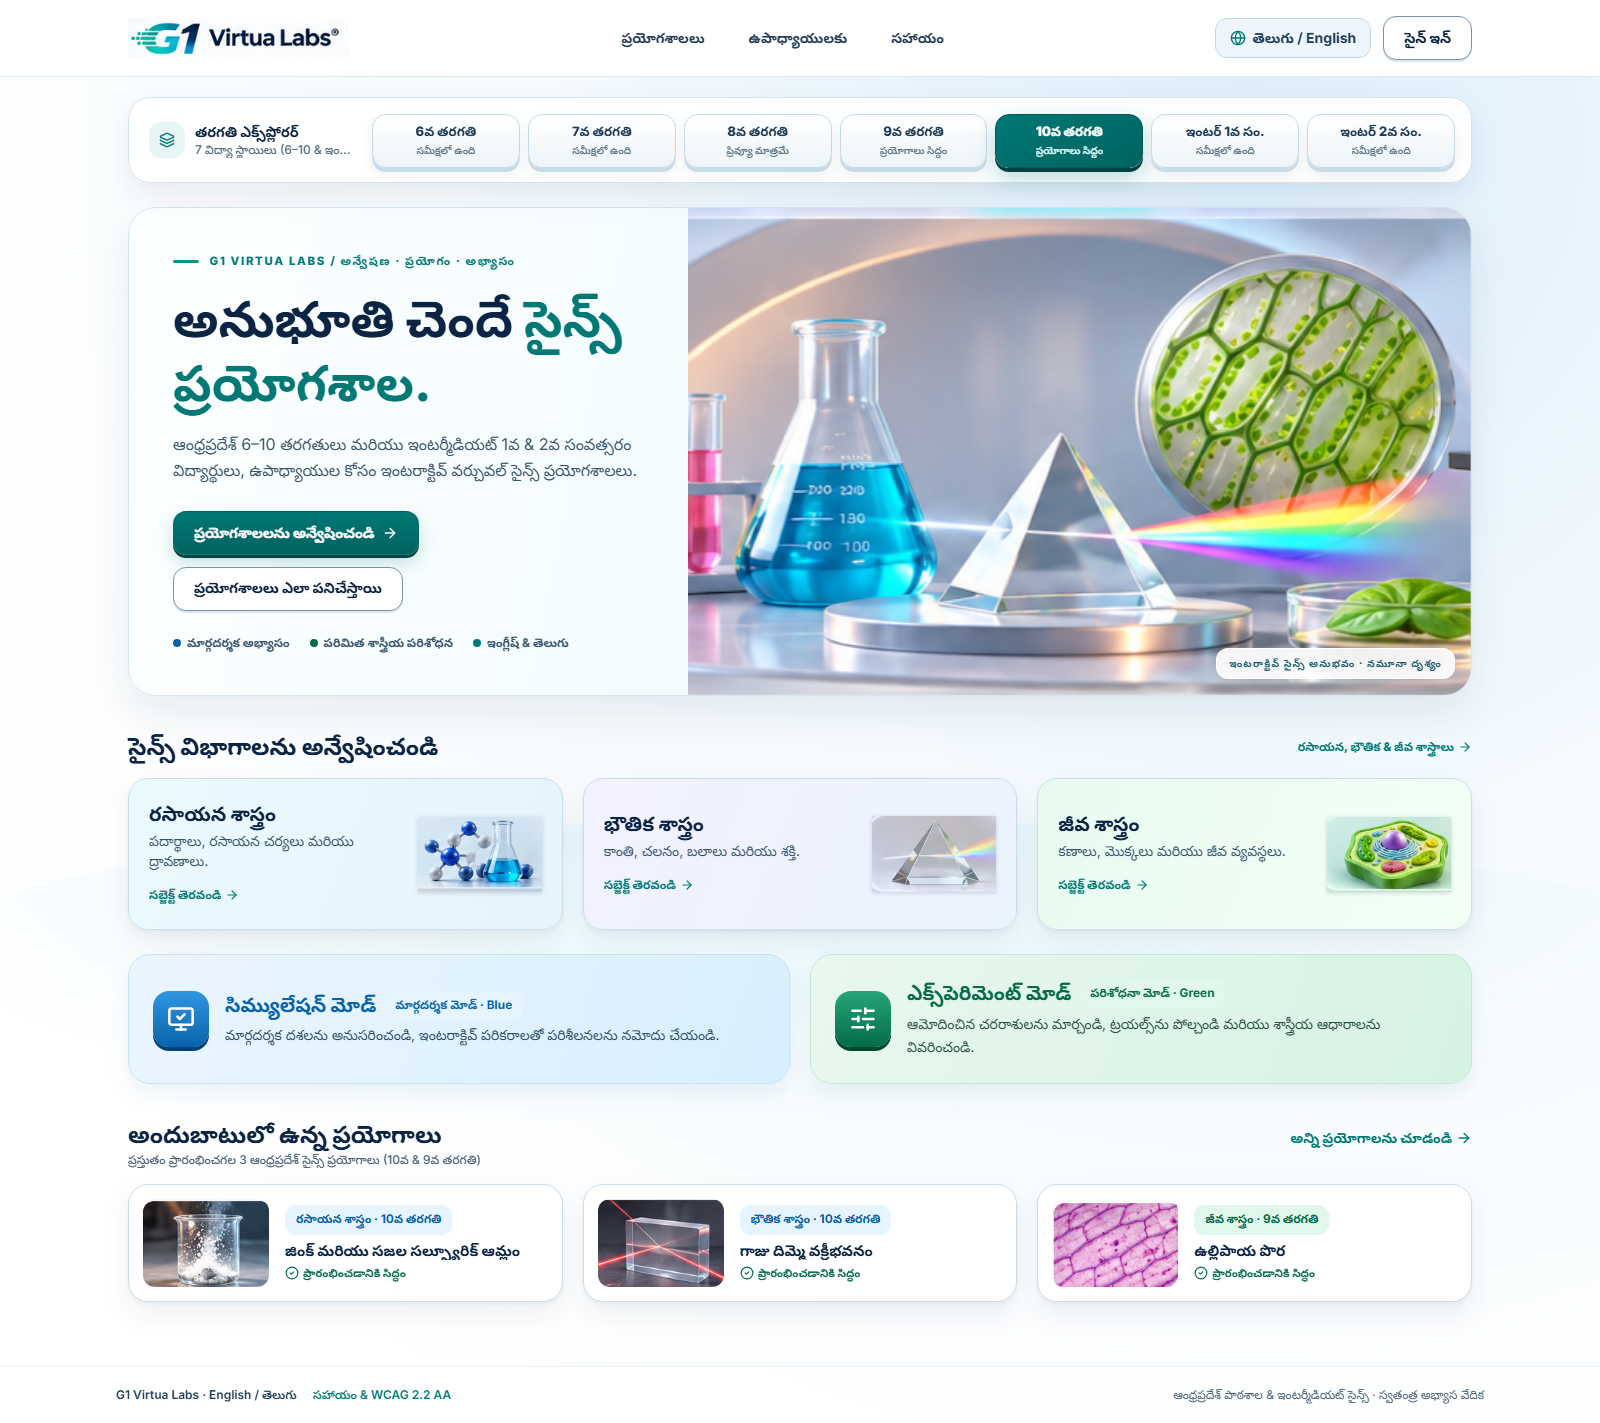 G1 Virtua Labs®
ప్రయోగశాలలు
ఉపాధ్యాయులకు
సహాయం
తెలుగు / English
సైన్ ఇన్
తరగతి ఎక్స్‌ప్లోరర్
7 విద్యా స్థాయిలు (6–10 & ఇం...
6వ తరగతి
సమీక్షలో ఉంది
7వ తరగతి
సమీక్షలో ఉంది
8వ తరగతి
ప్రివ్యూ మాత్రమే
9వ తరగతి
ప్రయోగాలు సిద్ధం
10వ తరగతి
ప్రయోగాలు సిద్ధం
ఇంటర్ 1వ సం.
సమీక్షలో ఉంది
ఇంటర్ 2వ సం.
సమీక్షలో ఉంది
G1 VIRTUA LABS / అన్వేషణ · ప్రయోగం · అభ్యాసం
అనుభూతి చెందే సైన్స్
ప్రయోగశాల.
ఆంధ్రప్రదేశ్ 6–10 తరగతులు మరియు ఇంటర్మీడియట్ 1వ & 2వ సంవత్సరం
విద్యార్థులు, ఉపాధ్యాయుల కోసం ఇంటరాక్టివ్ వర్చువల్ సైన్స్ ప్రయోగశాలలు.
ప్రయోగశాలలను అన్వేషించండి
ప్రయోగశాలలు ఎలా పనిచేస్తాయి
మార్గదర్శక అభ్యాసం
పరిమిత శాస్త్రీయ పరిశోధన
ఇంగ్లీష్ & తెలుగు
ఇంటరాక్టివ్ సైన్స్ అనుభవం · నమూనా దృశ్యం
సైన్స్ విభాగాలను అన్వేషించండి
రసాయన, భౌతిక & జీవ శాస్త్రాలు
రసాయన శాస్త్రం
పదార్థాలు, రసాయన చర్యలు మరియు
ద్రావణాలు.
సబ్జెక్ట్ తెరవండి
భౌతిక శాస్త్రం
కాంతి, చలనం, బలాలు మరియు శక్తి.
సబ్జెక్ట్ తెరవండి
జీవ శాస్త్రం
కణాలు, మొక్కలు మరియు జీవ వ్యవస్థలు.
సబ్జెక్ట్ తెరవండి
సిమ్యులేషన్ మోడ్
మార్గదర్శక మోడ్ · Blue
మార్గదర్శక దశలను అనుసరించండి, ఇంటరాక్టివ్ పరికరాలతో పరిశీలనలను నమోదు చేయండి.
ఎక్స్‌పెరిమెంట్ మోడ్
పరిశోధనా మోడ్ · Green
ఆమోదించిన చరరాశులను మార్చండి, ట్రయల్స్‌ను పోల్చండి మరియు శాస్త్రీయ ఆధారాలను
వివరించండి.
అందుబాటులో ఉన్న ప్రయోగాలు
ప్రస్తుతం ప్రారంభించగల 3 ఆంధ్రప్రదేశ్ సైన్స్ ప్రయోగాలు (10వ & 9వ తరగతి)
అన్ని ప్రయోగాలను చూడండి
రసాయన శాస్త్రం · 10వ తరగతి
జింక్ మరియు సజల సల్ఫ్యూరిక్ ఆమ్లం
ప్రారంభించడానికి సిద్ధం
భౌతిక శాస్త్రం · 10వ తరగతి
గాజు దిమ్మె వక్రీభవనం
ప్రారంభించడానికి సిద్ధం
జీవ శాస్త్రం · 9వ తరగతి
ఉల్లిపాయ పొర
ప్రారంభించడానికి సిద్ధం
G1 Virtua Labs · English / తెలుగు
సహాయం & WCAG 2.2 AA
ఆంధ్రప్రదేశ్ పాఠశాల & ఇంటర్మీడియట్ సైన్స్ · స్వతంత్ర అభ్యాస వేదిక